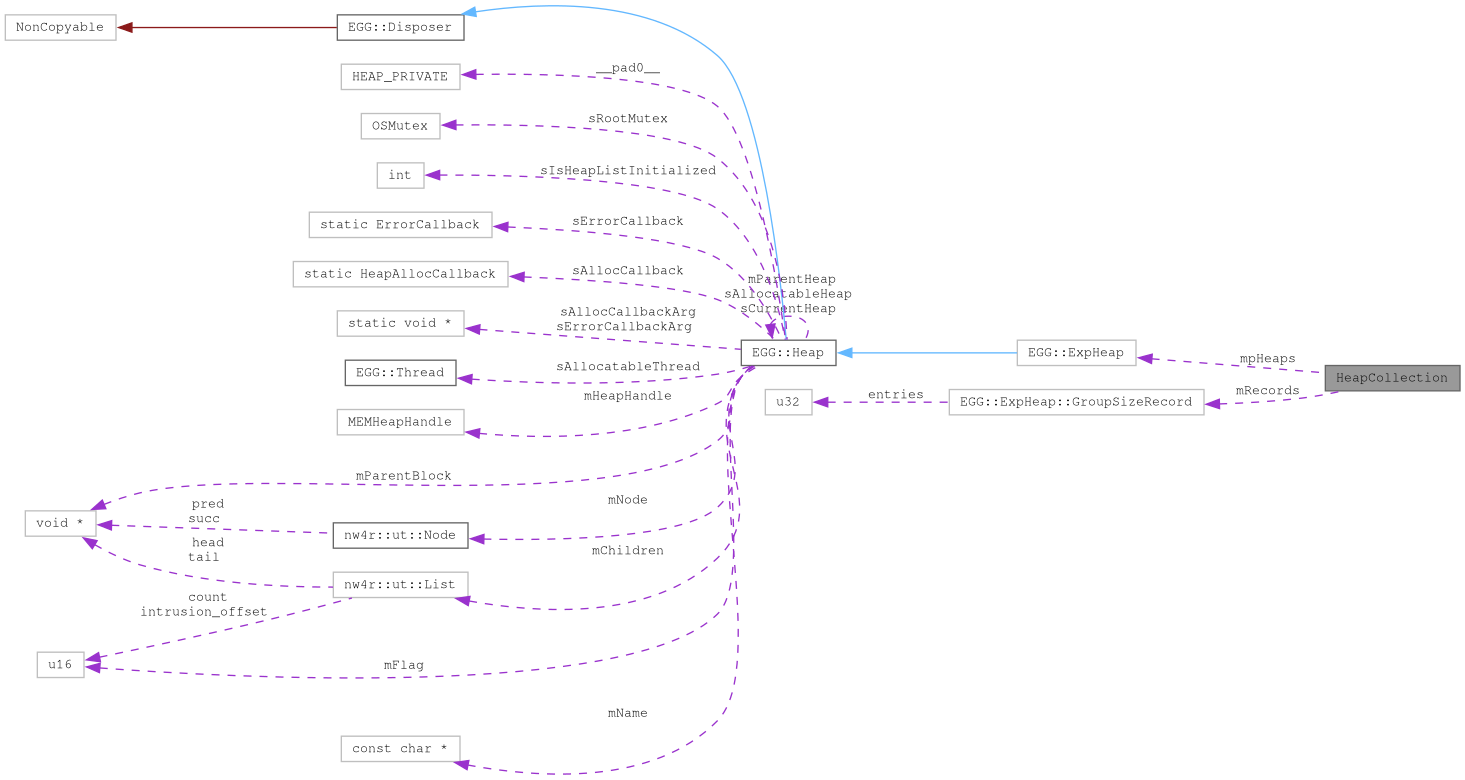 NonCopyable
EGG::Disposer
HEAP_PRIVATE
__pad0__
OSMutex
sRootMutex
int
sIsHeapListInitialized
static ErrorCallback
sErrorCallback
static HeapAllocCallback
sAllocCallback
mParentHeap
sAllocatableHeap
sCurrentHeap
static void *
sAllocCallbackArg
sErrorCallbackArg
EGG::Heap
EGG::ExpHeap
mpHeaps
HeapCollection
EGG::Thread
sAllocatableThread
mHeapHandle
u32
entries
EGG::ExpHeap::GroupSizeRecord
mRecords
MEMHeapHandle
mParentBlock
void *
pred
succ
nw4r::ut::Node
mNode
head
tail
nw4r::ut::List
mChildren
count
intrusion_offset
u16
mFlag
mName
const char *